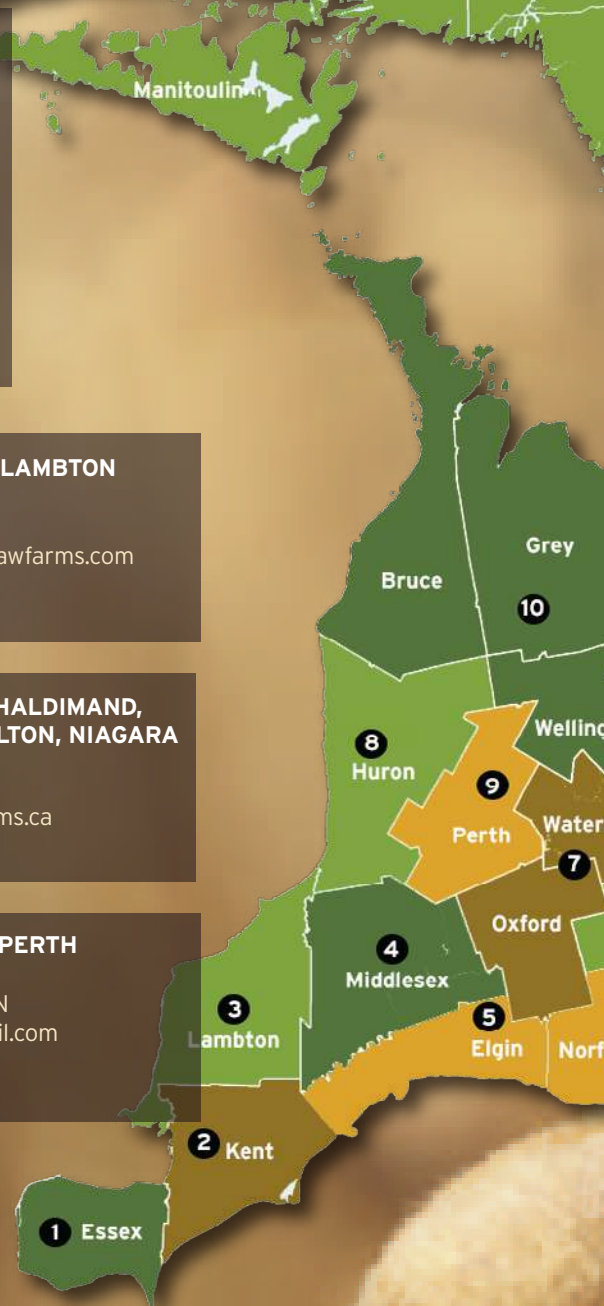 Manitoulin
LAMBTON
awfarms.com
HALDIMAND,
LTON, NIAGARA
ms.ca
PERTH
N
il.com
Grey
Bruce
10
Welling
8
Huron
9
Perth
Water
7
Oxford
4
Middlesex
3
Lambton
5
Elgin
Norf
2
Kent
1
Essex